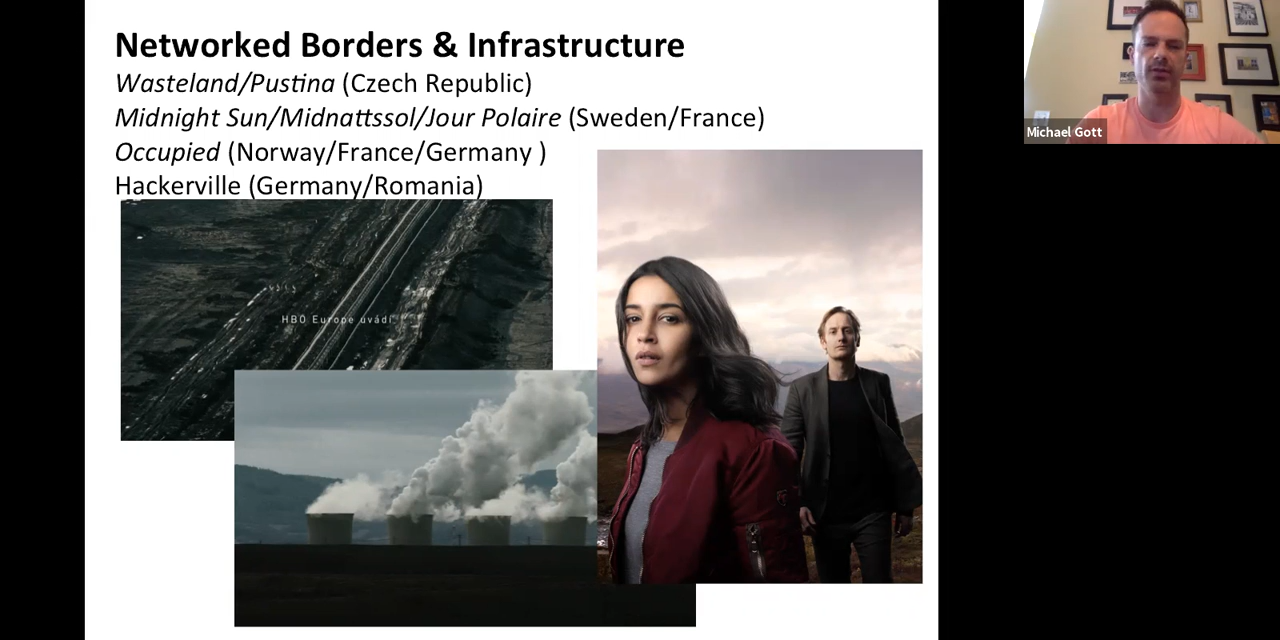 Networked Borders & Infrastructure
Wasteland/Pustina (Czech Republic)
Midnight Sun/Midnattssol/Jour Polaire (Sweden/France)
Occupied (Norway/France/Germany )
Hackerville (Germany/Romania)
HBO Europe uvádí
Michael Gott